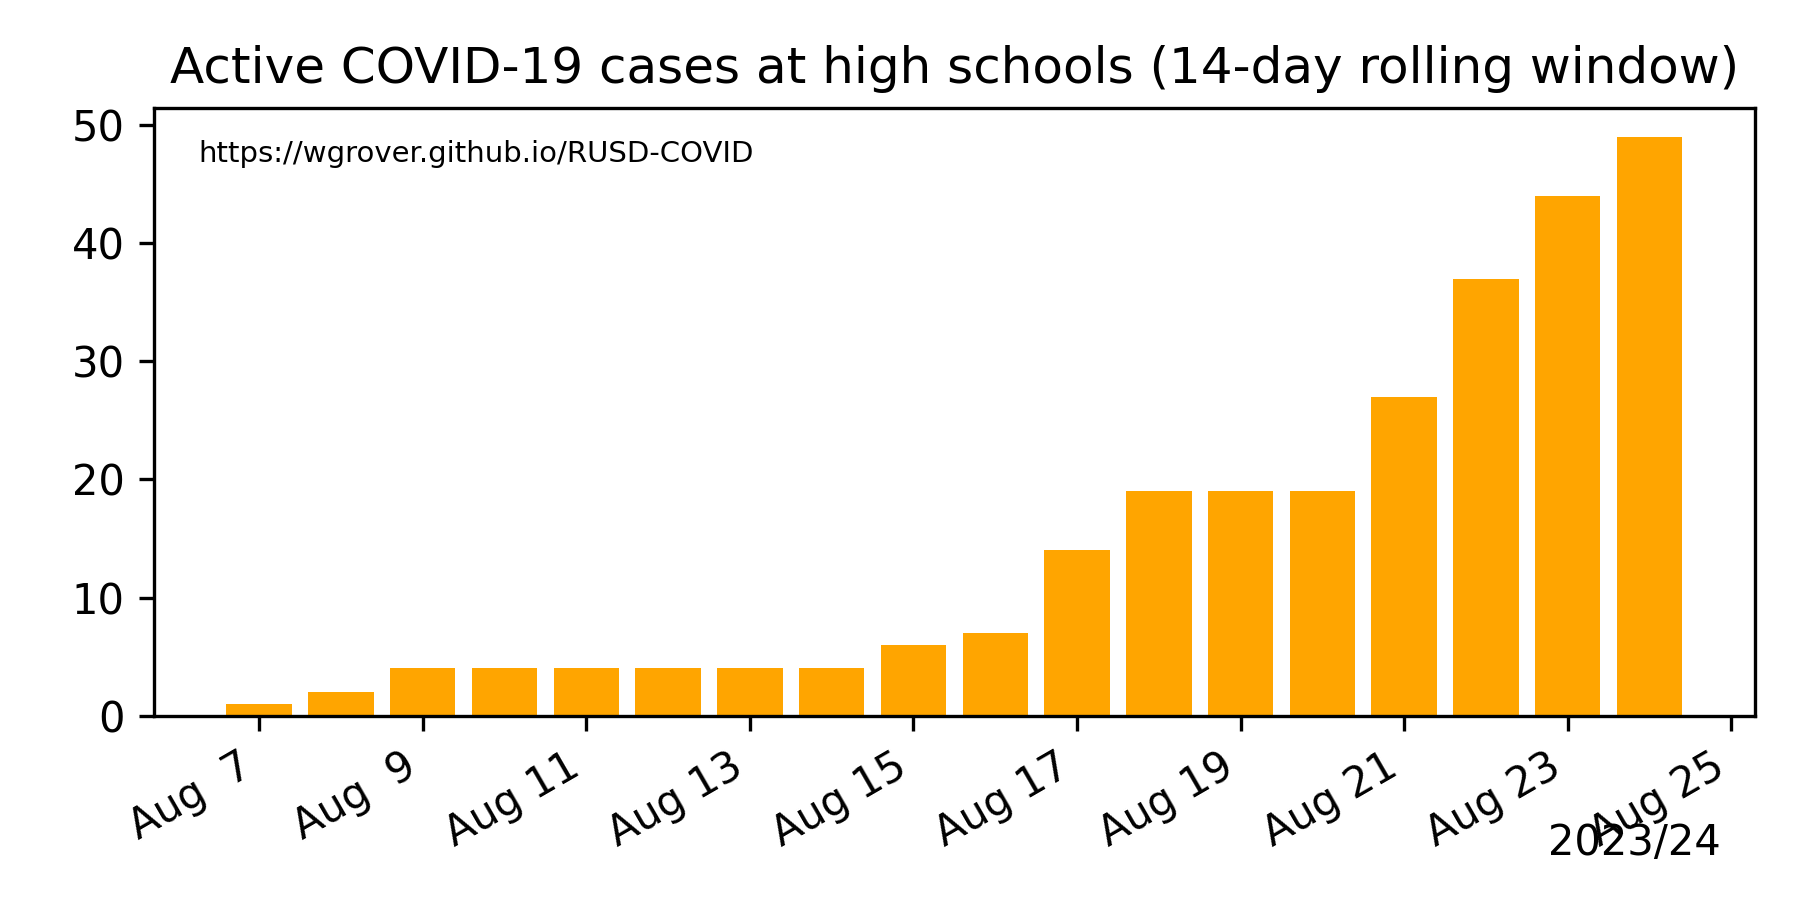 Active COVID-19 cases at high schools (14-day rolling window)
https://wgrover.github.io/RUSD-COVID
50
40
30
20
10
0
Aug 7
Aug 9
Aug 11
Aug 13
Aug 15
Aug 17
Aug 19
Aug 21
Aug 23
Aug 25
2023/24